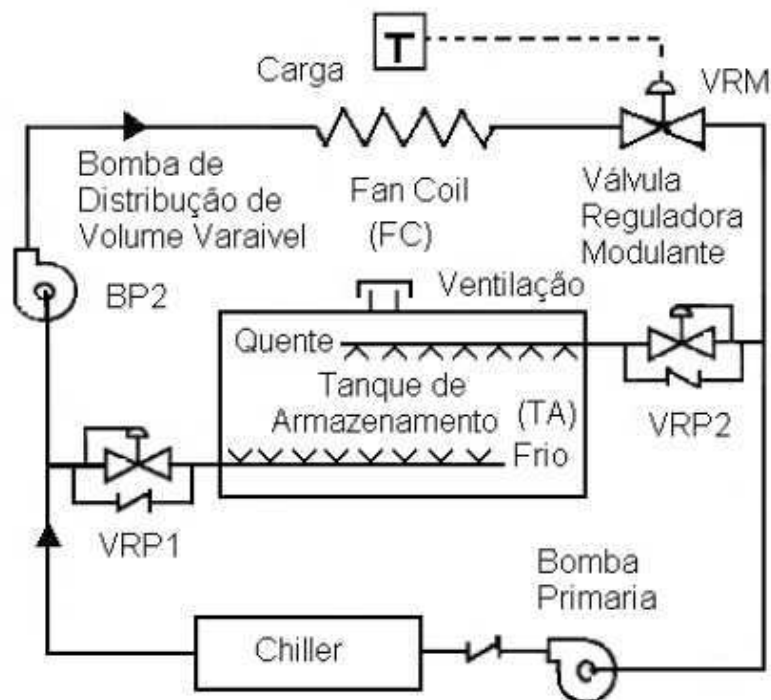 T
Carga
VRM
Bomba de
Distribução de
Volume Varaivel
Fan Coil
(FC)
Válvula
Reguladora
Modulante
BP2
Ventilação
Quente
Tanque de
Armazenamento
(TA)
Frio
VRP2
VRP1
Bomba
Primaria
Chiller